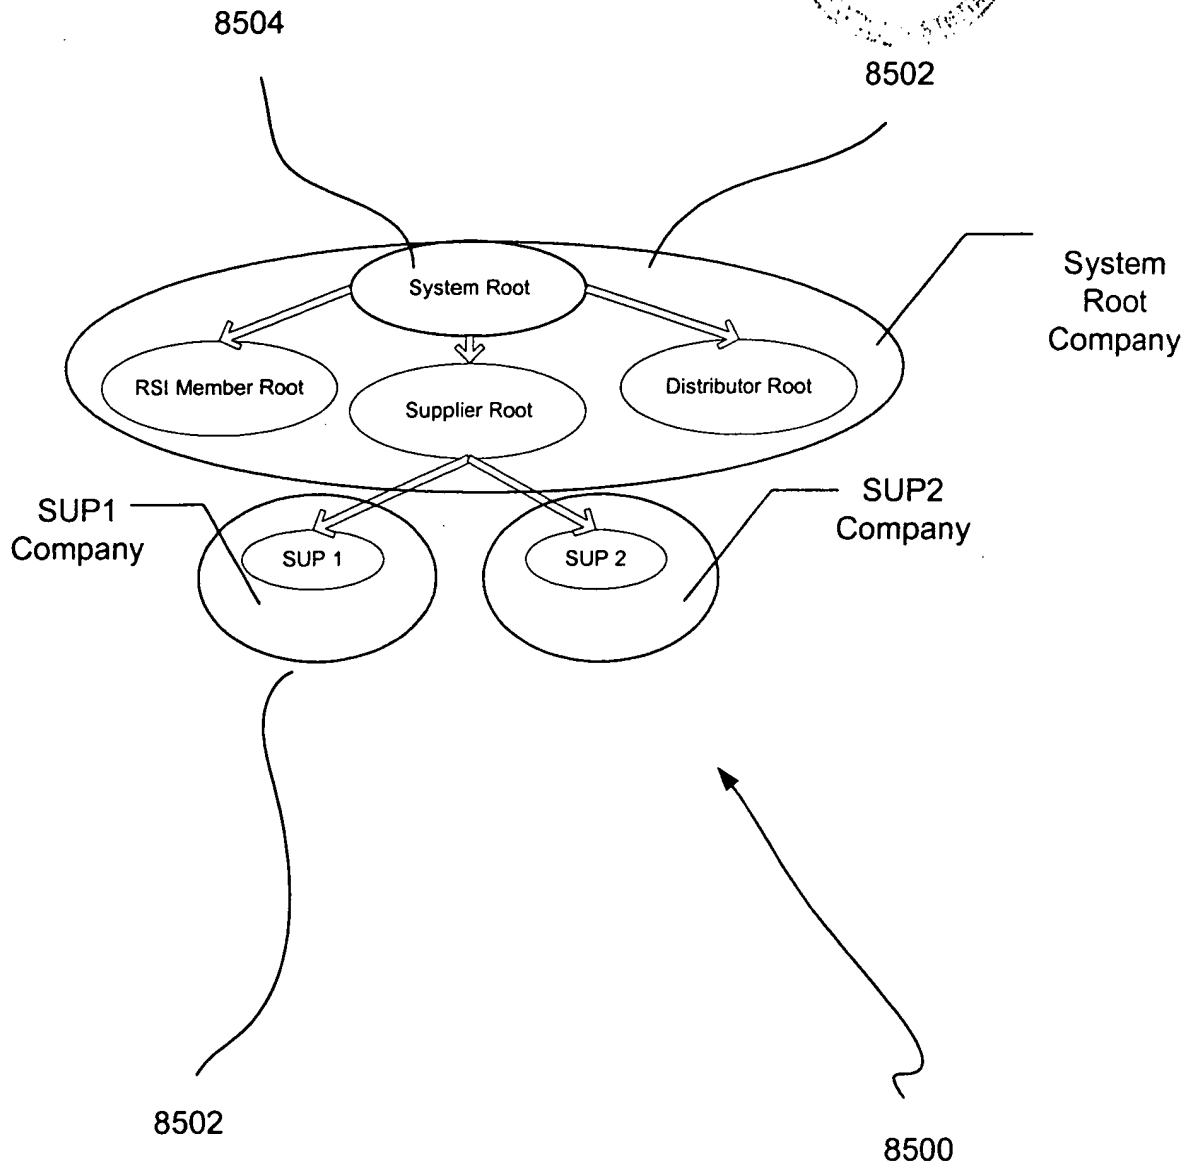 8504
8502
System Root
System
Root
Company
RSI Member Root
Supplier Root
Distributor Root
SUP1
Company
SUP 1
SUP 2
SUP2
Company
8502
8500